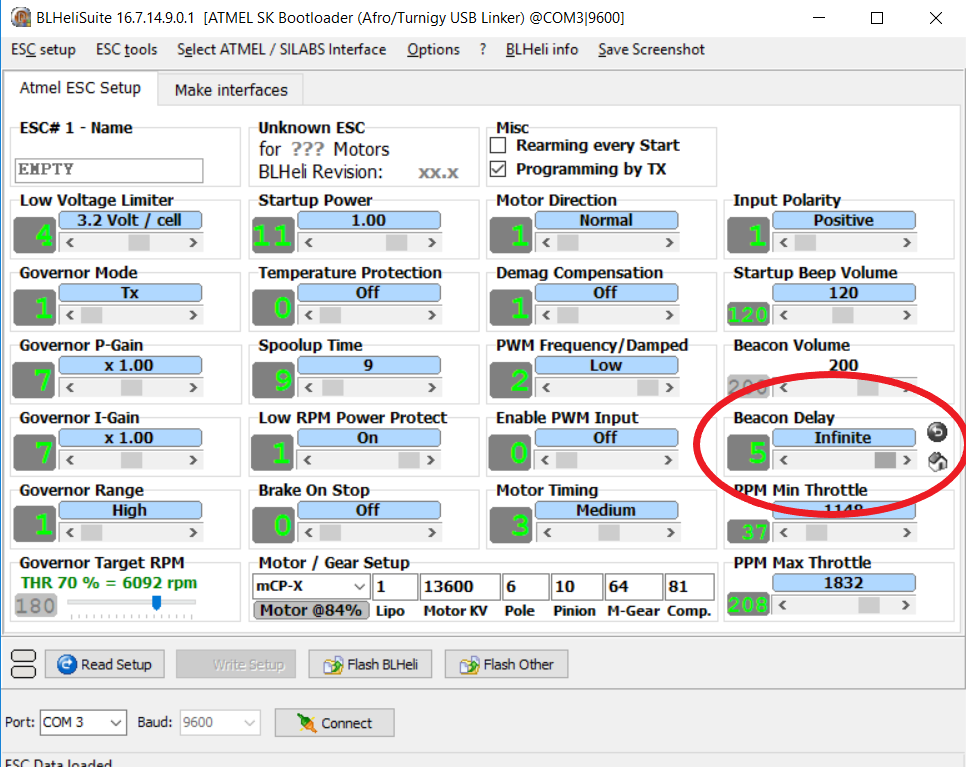 BLHeliSuite 16.7.14.9.0.1 [ATMEL SK Bootloader (Afro/Turnigy USB Linker) @COM3|9600]
ESC setup ESC tools Select ATMEL / SILABS Interface Options ? BLHeli info Save Screenshot
Atmel ESC Setup Make interfaces
ESC# 1 - Name
EMPTY
Unknown ESC
for ??? Motors
BLHeli Revision: xx.x
Misc
Rearming every Start
Programming by TX
Low Voltage Limiter
3.2 Volt / cell
4
Startup Power
1.00
11
Motor Direction
Normal
1
Input Polarity
Positive
1
Governor Mode
Tx
1
Temperature Protection
Off
0
Demag Compensation
Off
1
Startup Beep Volume
120
120
Governor P-Gain
x 1.00
7
Spoolup Time
9
9
PWM Frequency/Damped
Low
2
Beacon Volume
200
200
Governor I-Gain
x 1.00
7
Low RPM Power Protect
On
1
Enable PWM Input
Off
0
Beacon Delay
Infinite
5
Governor Range
High
1
Brake On Stop
Off
0
Motor Timing
Medium
3
PPM Min Throttle
1148
37
Governor Target RPM
THR 70 % = 6092 rpm
180
Motor / Gear Setup
mCP-X 1 13600 6 10 64 81
Motor @84% Lipo Motor KV Pole Pinion M-Gear Comp.
PPM Max Throttle
1832
208
Read Setup Write Setup Flash BLHeli Flash Other
Port: COM 3 Baud: 9600 Connect
ESC Data loaded